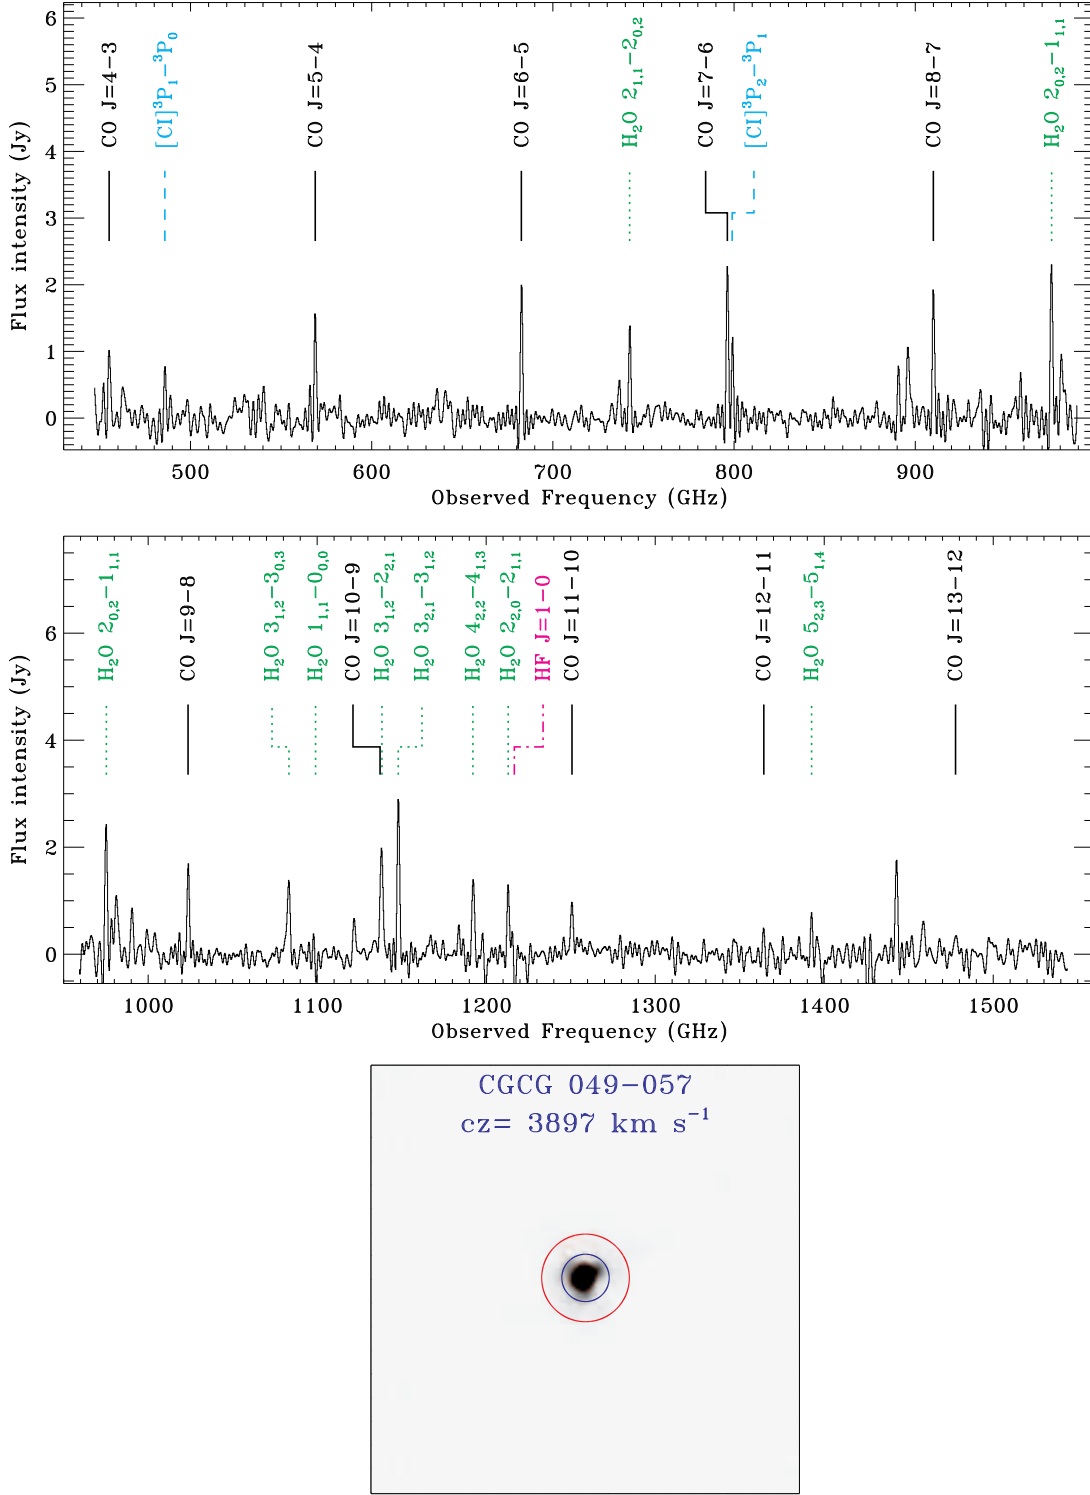 CO J=4−3
[CI]³P₁−³P₀
CO J=5−4
CO J=6−5
H₂O 2₁,₁−2₀,₂
CO J=7−6
[CI]³P₂−³P₁
CO J=8−7
H₂O 2₀,₂−1₁,₁
Flux intensity (Jy)
6
5
4
3
2
1
0
500 600 700 800 900
Observed Frequency (GHz)
H₂O 2₀,₂−1₁,₁
CO J=9−8
H₂O 3₁,₂−3₀,₃
H₂O 1₁,₁−0₀,₀
CO J=10−9
H₂O 3₁,₂−2₂,₁
H₂O 3₂,₁−3₁,₂
H₂O 4₂,₂−4₁,₃
H₂O 2₂,₀−2₁,₁
HF J=1−0
CO J=11−10
CO J=12−11
H₂O 5₂,₃−5₁,₄
CO J=13−12
Flux intensity (Jy)
6
4
2
0
1000 1100 1200 1300 1400 1500
Observed Frequency (GHz)
CGCG 049−057
cz= 3897 km s⁻¹